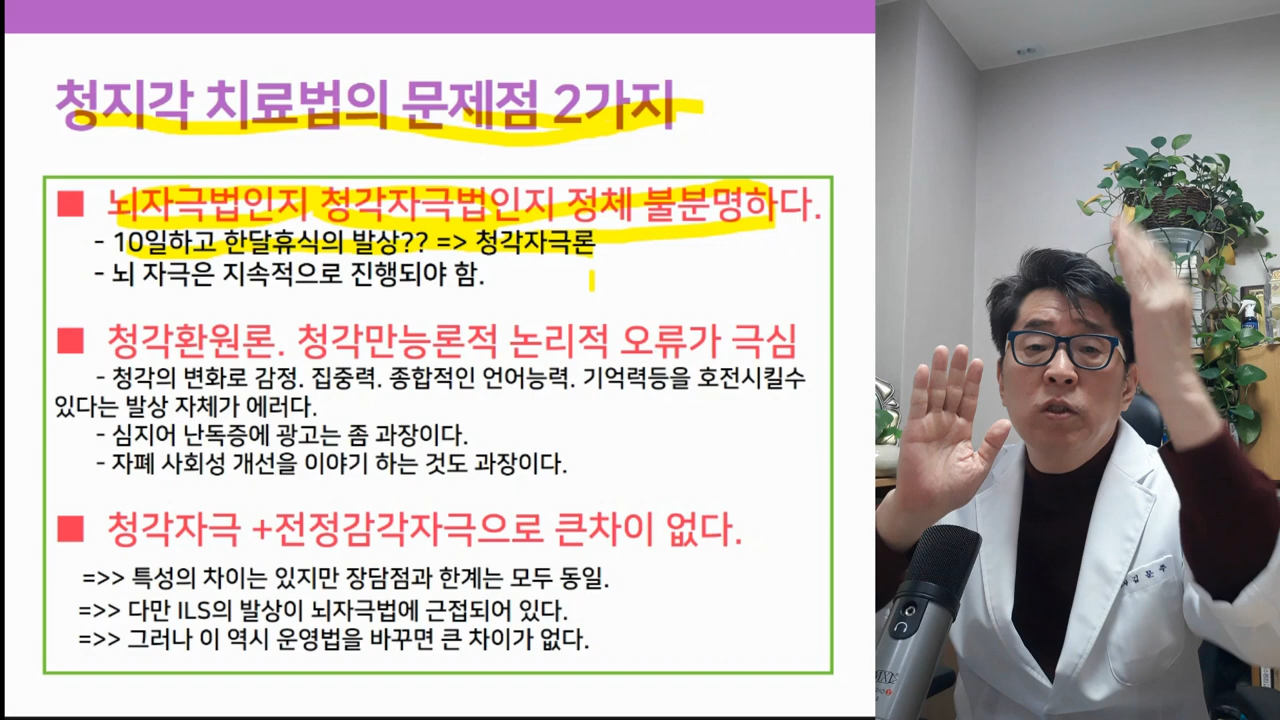 청지각 치료법의 문제점 2가지
■ 뇌자극법인지 청각자극법인지 정체 불분명하다.
- 10일하고 한달휴식의 발상?? => 청각자극론
- 뇌 자극은 지속적으로 진행되야 함.
■ 청각환원론. 청각만능론적 논리적 오류가 극심
- 청각의 변화로 감정. 집중력. 종합적인 언어능력. 기억력등을 호전시킬수
있다는 발상 자체가 에러다.
- 심지어 난독증에 광고는 좀 과장이다.
- 자폐 사회성 개선을 이야기 하는 것도 과장이다.
■ 청각자극 +전정감각자극으로 큰차이 없다.
=>> 특성의 차이는 있지만 장담점과 한계는 모두 동일.
=>> 다만 ILS의 발상이 뇌자극법에 근접되어 있다.
=>> 그러나 이 역시 운영법을 바꾸면 큰 차이가 없다.
김문주
MXL